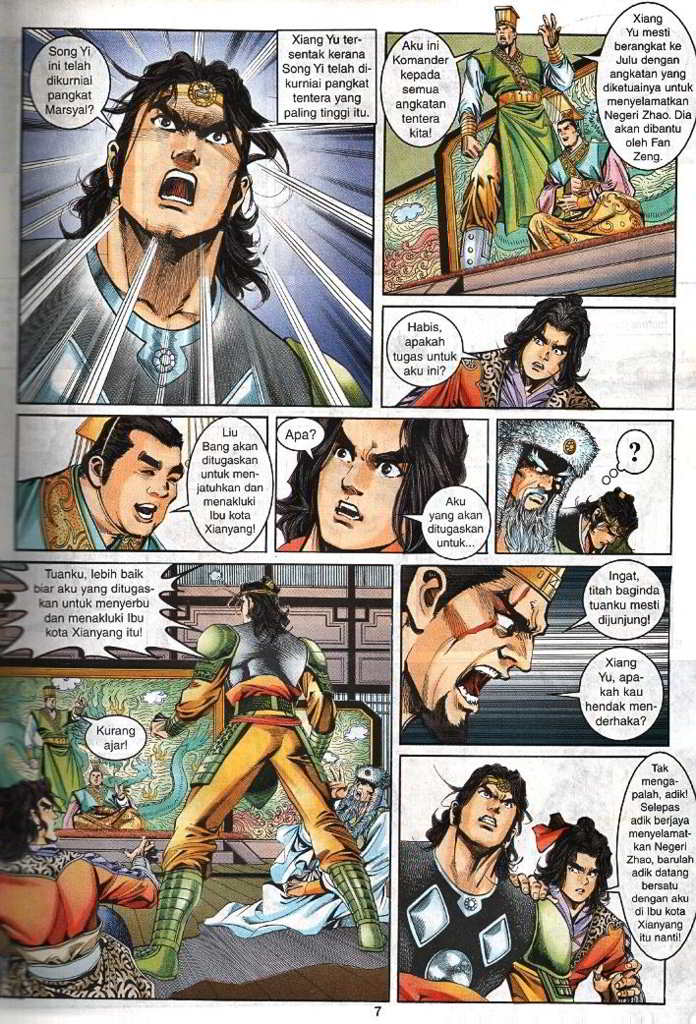 Song Yi
ini telah
dikurniai
pangkat
Marsyal?
Xiang Yu ter-
sentak kerana
Song Yi telah di-
kurniai pangkat
tentera yang
paling tinggi itu.
Aku ini
Komander
kepada
semua
angkatan
tentera
kita!
Xiang
Yu mesti
berangkat ke
Julu dengan
angkatan yang
diketuainya untuk
menyelamatkan
Negeri Zhao. Dia
akan dibantu
oleh Fan
Zeng.
Habis,
apakah
tugas untuk
aku ini?
Liu
Bang akan
ditugaskan
untuk men-
jatuhkan dan
menakluki
Ibu kota
Xianyang!
Apa?
Aku
yang akan
ditugaskan
untuk...
?
Tuanku, lebih baik
biar aku yang ditugas-
kan untuk menyerbu
dan menakluki Ibu
kota Xianyang itu!
Kurang
ajar!
Ingat,
titah baginda
tuanku mesti
dijunjung!
Xiang
Yu, apa-
kah kau
hendak men-
derhaka?
Tak
menga-
palah, adik!
Selepas
adik berjaya
menyelamat-
kan Negeri
Zhao, barulah
adik datang
bersatu
dengan aku
di Ibu kota
Xianyang
itu nanti!
7